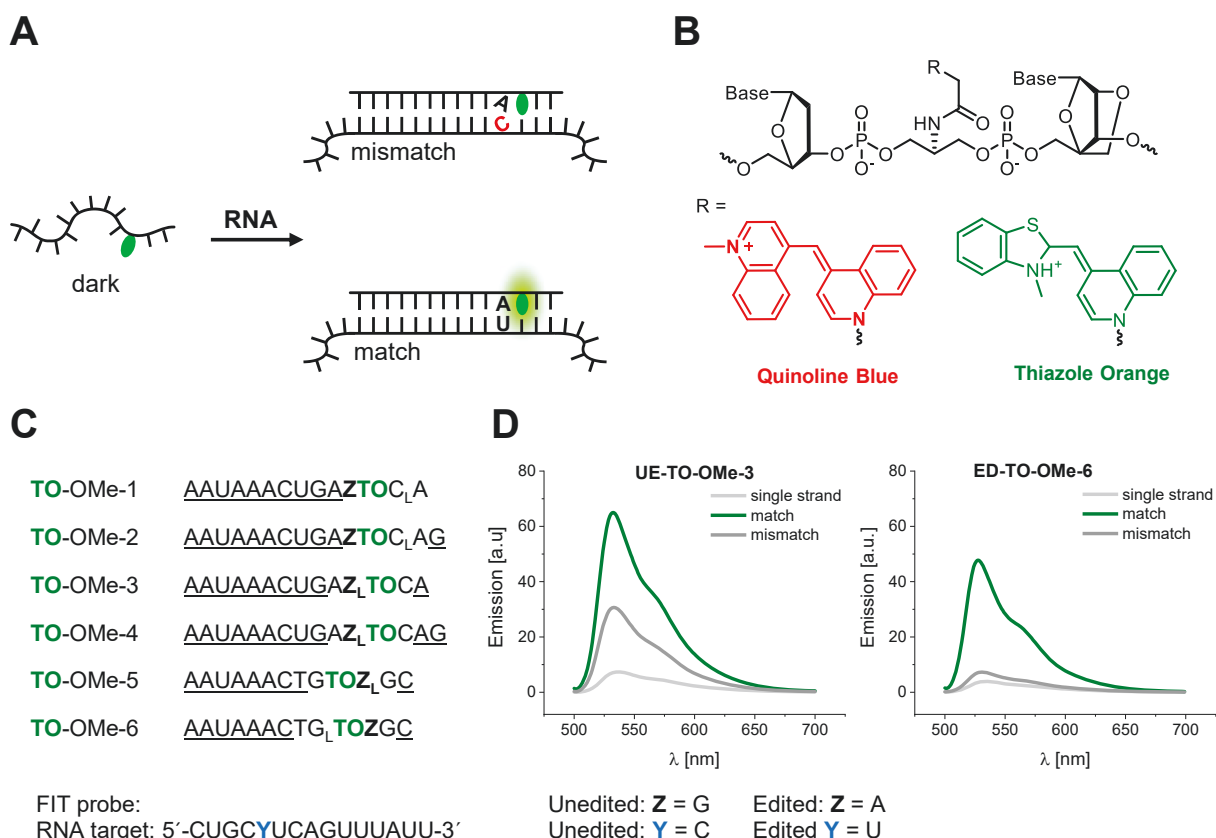 A
mismatch
A
C
RNA
dark
A
U
match
B
R
Base
Base
O
HN
O
O
O
O
O
P
O
O
P
O
O
O
O-
O-
R =
N
+
N
S
NH+
N
Quinoline Blue
Thiazole Orange
C
TO-OMe-1 AAUAAACUGAZTOCLA
TO-OMe-2 AAUAAACUGAZTOCLAG
TO-OMe-3 AAUAAACUGAZLTOCA
TO-OMe-4 AAUAAACUGAZLTOCAG
TO-OMe-5 AAUAAACTGTOZLGC
TO-OMe-6 AAUAAACTGLTOZGC
FIT probe:
RNA target: 5´-CUGCYUCAGUUUAUU-3´
D
UE-TO-OMe-3
single strand
match
mismatch
Emission [a.u]
80
60
40
20
0
500 550 600 650 700
λ [nm]
ED-TO-OMe-6
single strand
match
mismatch
Emission [a.u.]
80
60
40
20
0
500 550 600 650 700
λ [nm]
Unedited: Z = G Edited: Z = A
Unedited: Y = C Edited Y = U